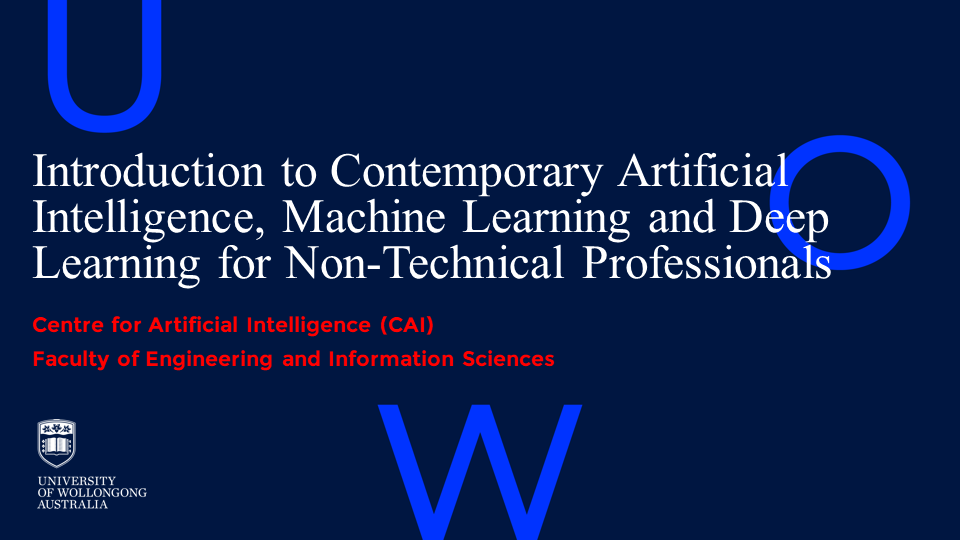 U
O
Introduction to Contemporary Artificial
Intelligence, Machine Learning and Deep
Learning for Non-Technical Professionals
Centre for Artificial Intelligence (CAI)
Faculty of Engineering and Information Sciences
W
UNIVERSITY
OF WOLLONGONG
AUSTRALIA